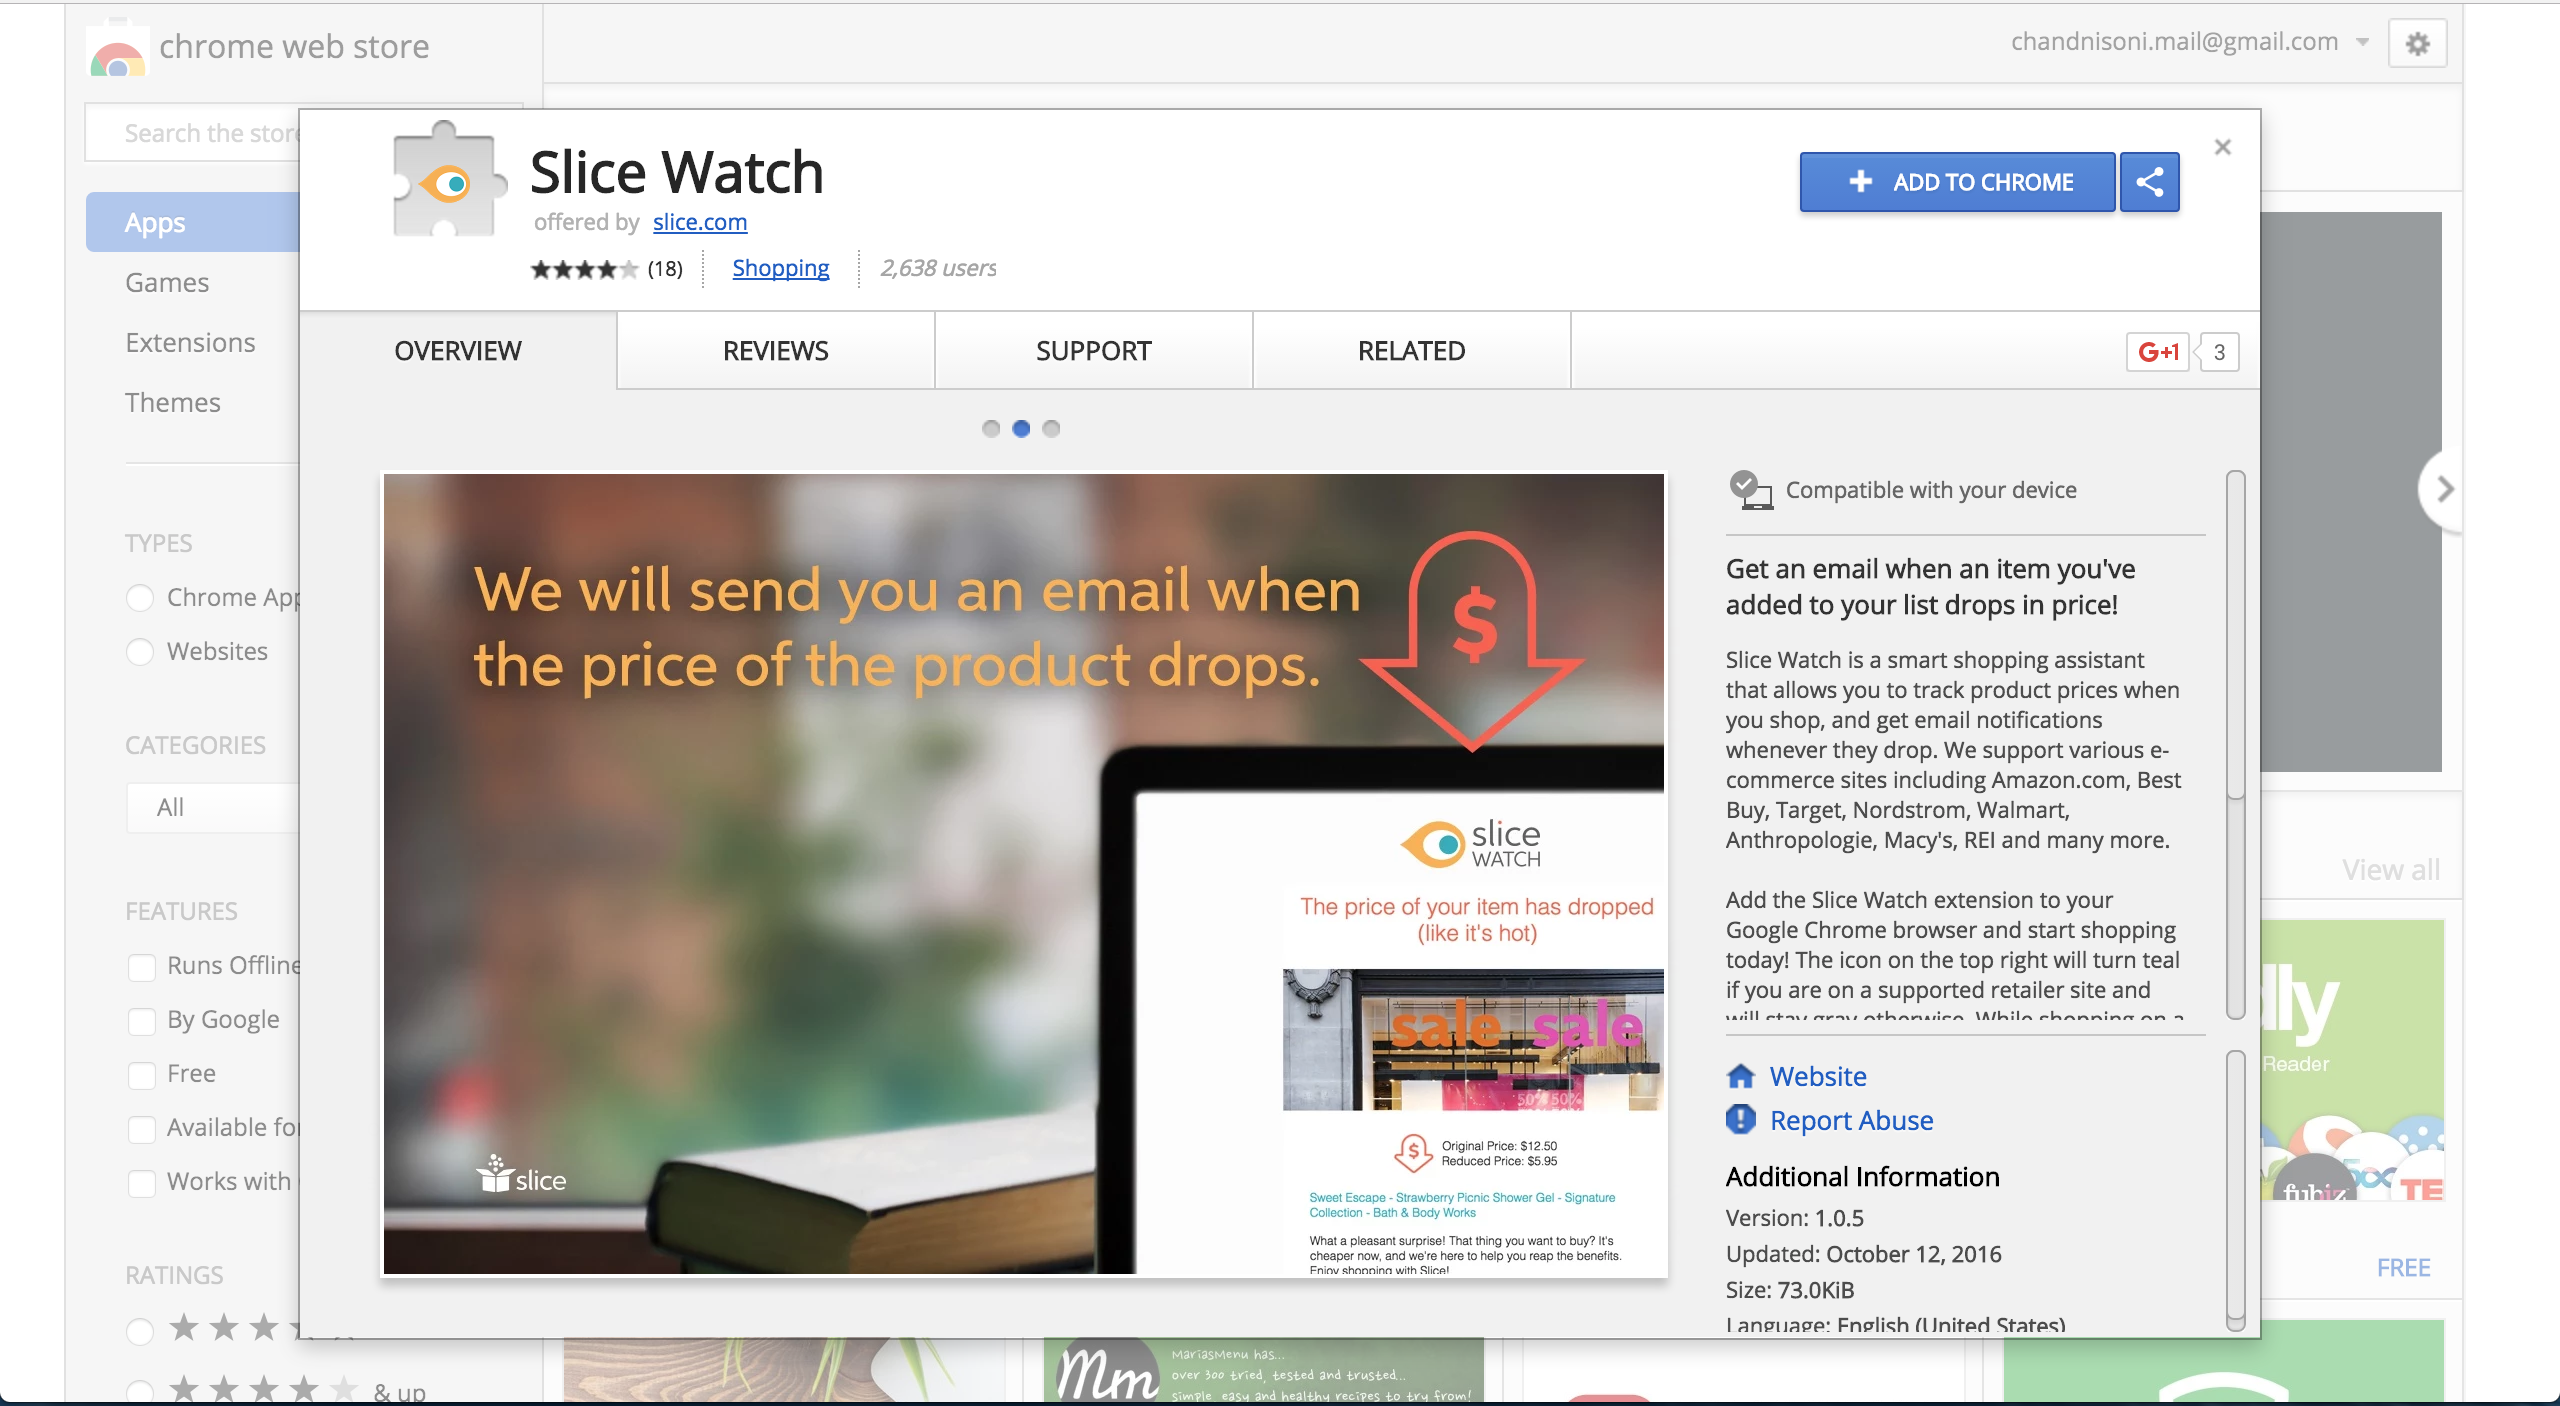 chrome web store
chandnisoni.mail@gmail.com
Search the store
Apps
Games
Extensions
Themes
TYPES
Chrome App
Websites
CATEGORIES
All
FEATURES
Runs Offline
By Google
Free
Available for
Works with
RATINGS
& up
Slice Watch
offered by slice.com
(18) Shopping 2,638 users
ADD TO CHROME
OVERVIEW
REVIEWS
SUPPORT
RELATED
G+1 3
We will send you an email when
the price of the product drops.
$
slice
WATCH
The price of your item has dropped
(like it's hot)
sale sale
50% 50%
$
Original Price: $12.50
Reduced Price: $5.95
Sweet Escape - Strawberry Picnic Shower Gel - Signature
Collection - Bath & Body Works
What a pleasant surprise! That thing you want to buy? It's
cheaper now, and we're here to help you reap the benefits.
Enjoy shopping with Slice!
slice
Compatible with your device
Get an email when an item you've
added to your list drops in price!
Slice Watch is a smart shopping assistant
that allows you to track product prices when
you shop, and get email notifications
whenever they drop. We support various e-
commerce sites including Amazon.com, Best
Buy, Target, Nordstrom, Walmart,
Anthropologie, Macy's, REI and many more.
Add the Slice Watch extension to your
Google Chrome browser and start shopping
today! The icon on the top right will turn teal
if you are on a supported retailer site and
will stay gray otherwise. While shopping on a
Website
Report Abuse
Additional Information
Version: 1.0.5
Updated: October 12, 2016
Size: 73.0KiB
Language: English (United States)
View all
lly
Reader
fubiz
TE
FREE
Mm
MariasMenu has...
over 300 tried, tested and trusted...
simple, easy and healthy recipes to try from!